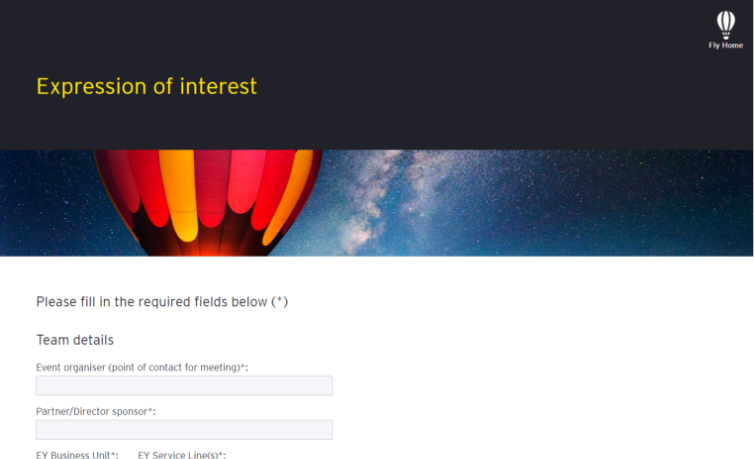 Fly Home
Expression of interest
Please fill in the required fields below (*)
Team details
Event organiser (point of contact for meeting)*:
Partner/Director sponsor*:
EY Business Unit*: EY Service Line(s)*: